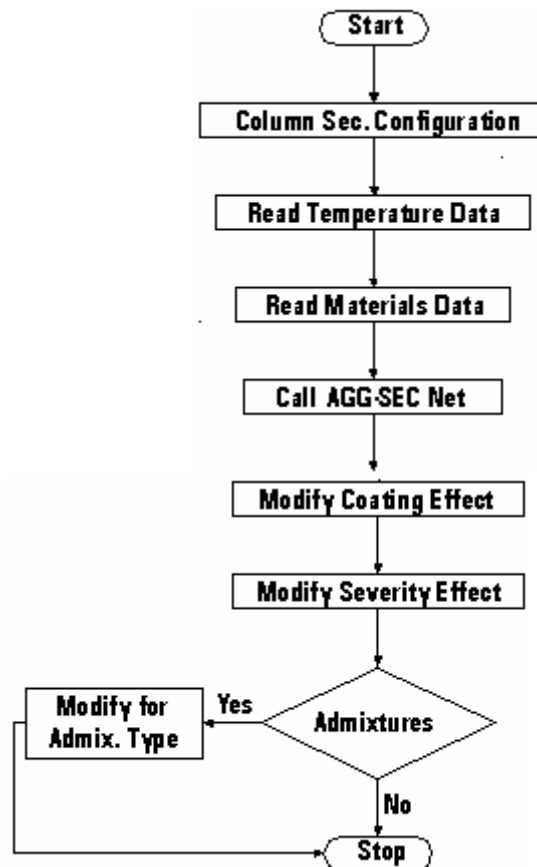 Start
Column Sec. Configuration
Read Temperature Data
Read Materials Data
Call AGG-SEC Net
Modify Coating Effect
Modify Severity Effect
Modify for
Admix. Type
Yes
Admixtures
No
Stop